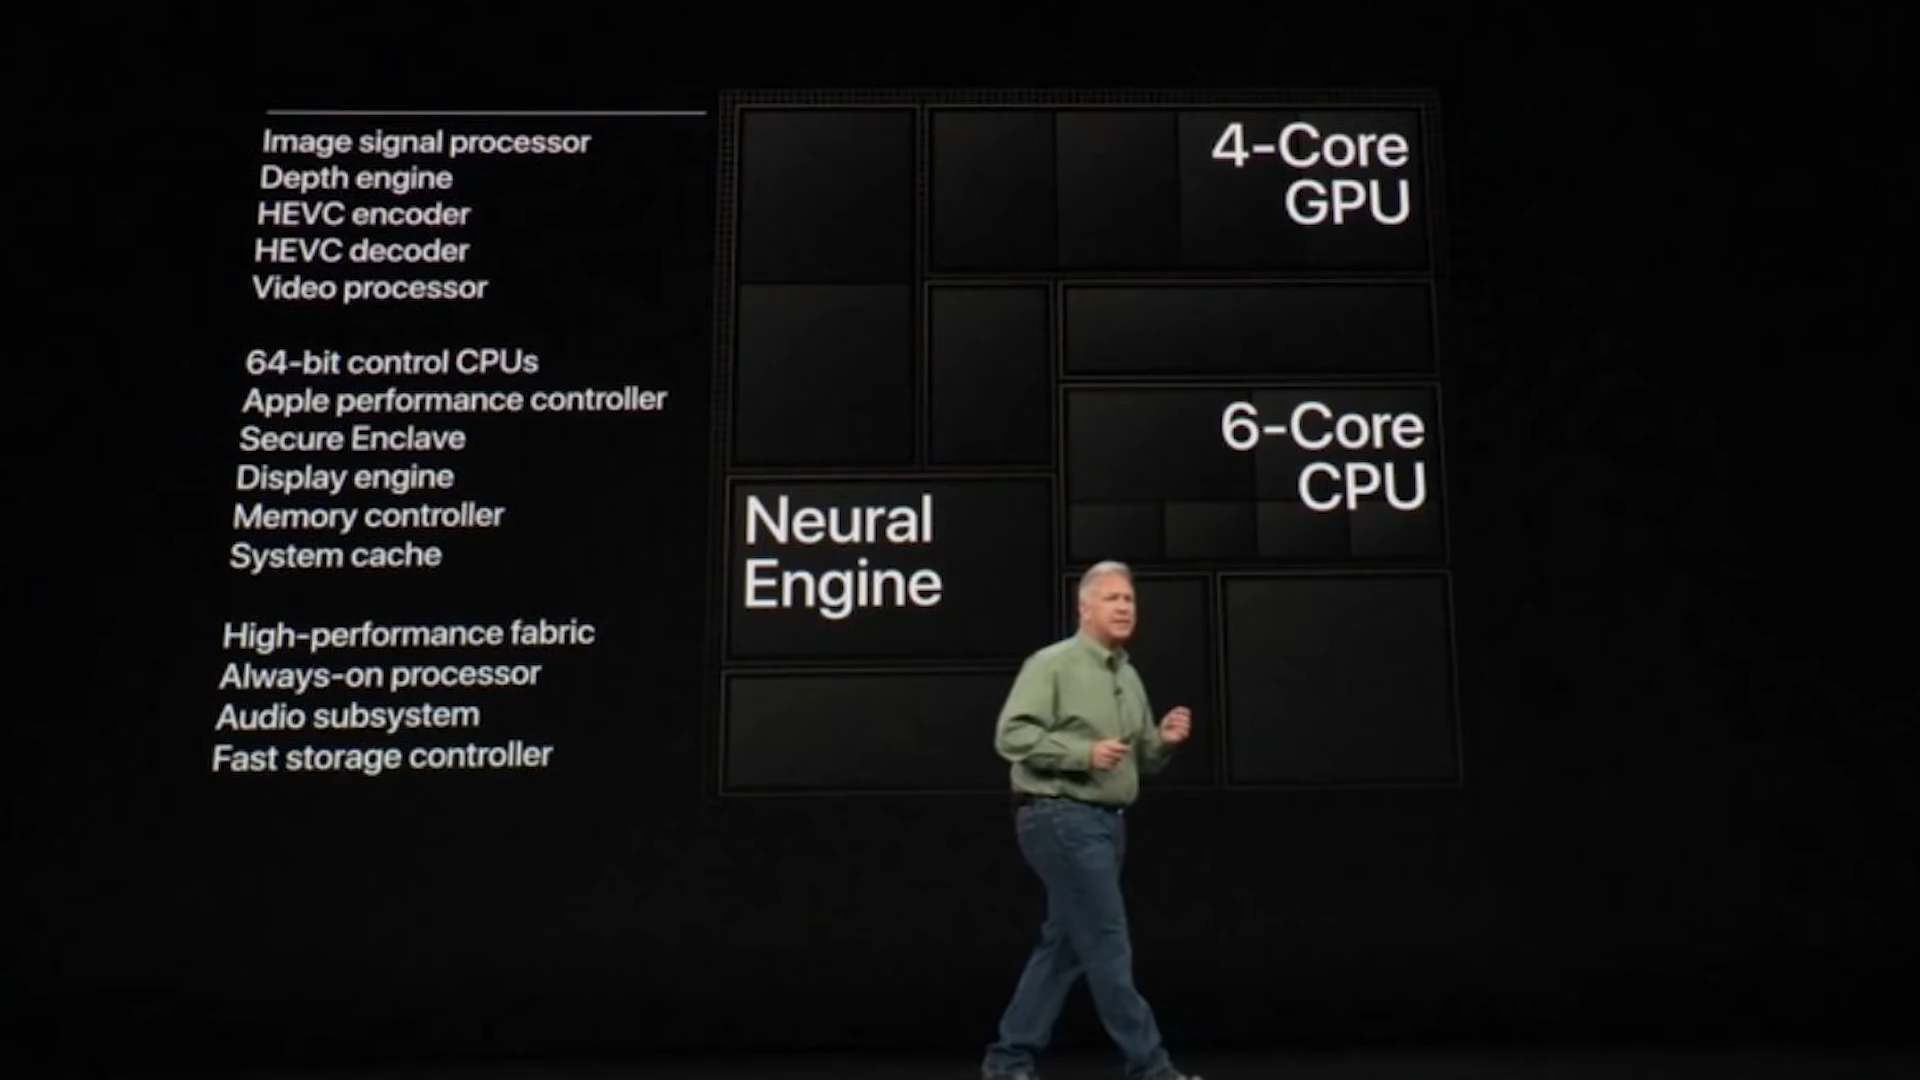 Image signal processor
Depth engine
HEVC encoder
HEVC decoder
Video processor
64-bit control CPUs
Apple performance controller
Secure Enclave
Display engine
Memory controller
System cache
High-performance fabric
Always-on processor
Audio subsystem
Fast storage controller
4-Core
GPU
6-Core
CPU
Neural
Engine